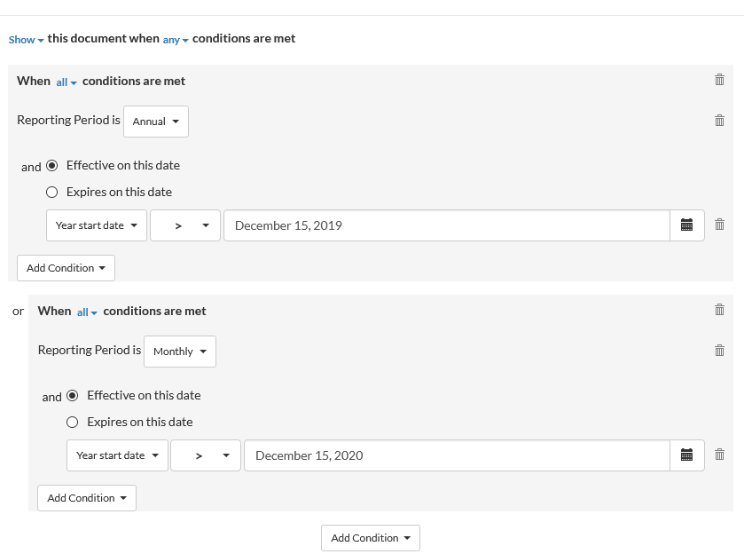 Show this document when any conditions are met
When all conditions are met
Reporting Period is Annual
and Effective on this date
Expires on this date
Year start date > December 15, 2019
Add Condition
or When all conditions are met
Reporting Period is Monthly
and Effective on this date
Expires on this date
Year start date > December 15, 2020
Add Condition
Add Condition